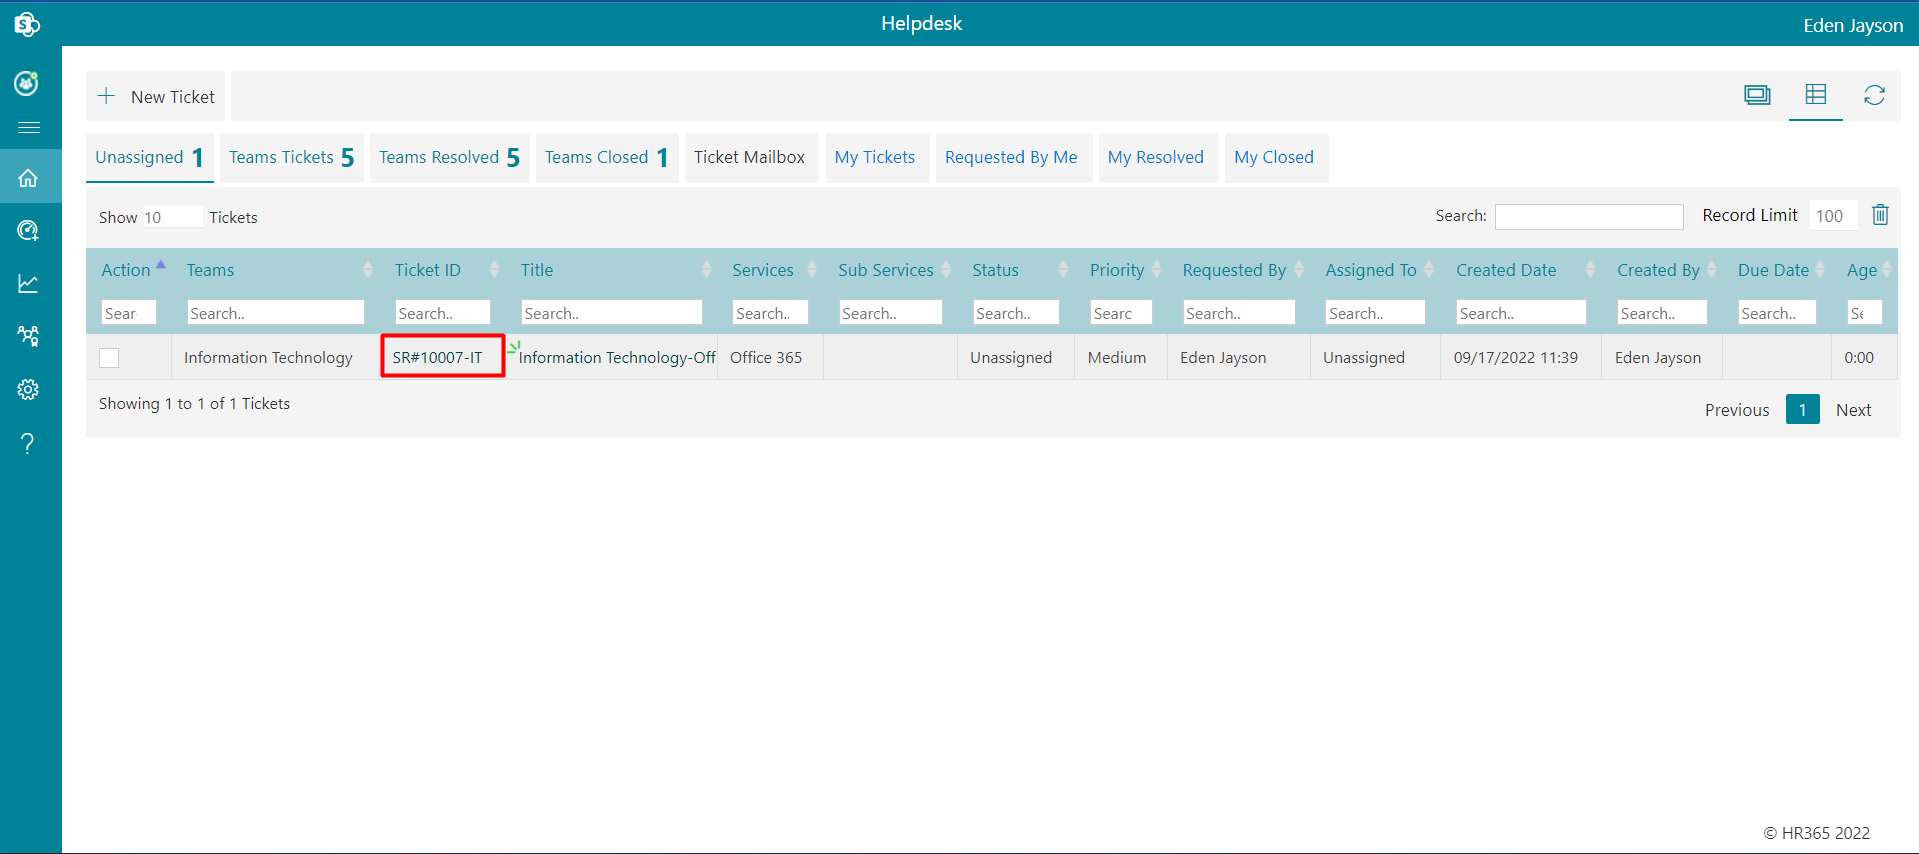 Helpdesk
Eden Jayson
New Ticket
Unassigned 1 Teams Tickets 5 Teams Resolved 5 Teams Closed 1 Ticket Mailbox My Tickets Requested By Me My Resolved My Closed
Show 10 Tickets Search: Record Limit 100
Action Teams Ticket ID Title Services Sub Services Status Priority Requested By Assigned To Created Date Created By Due Date Age
Sear Search.. Search.. Search.. Search.. Search.. Search.. Searc Search.. Search.. Search.. Search.. Search.. Se
Information Technology SR#10007-IT Information Technology-Off Office 365 Unassigned Medium Eden Jayson Unassigned 09/17/2022 11:39 Eden Jayson 0:00
Showing 1 to 1 of 1 Tickets
Previous 1 Next
© HR365 2022